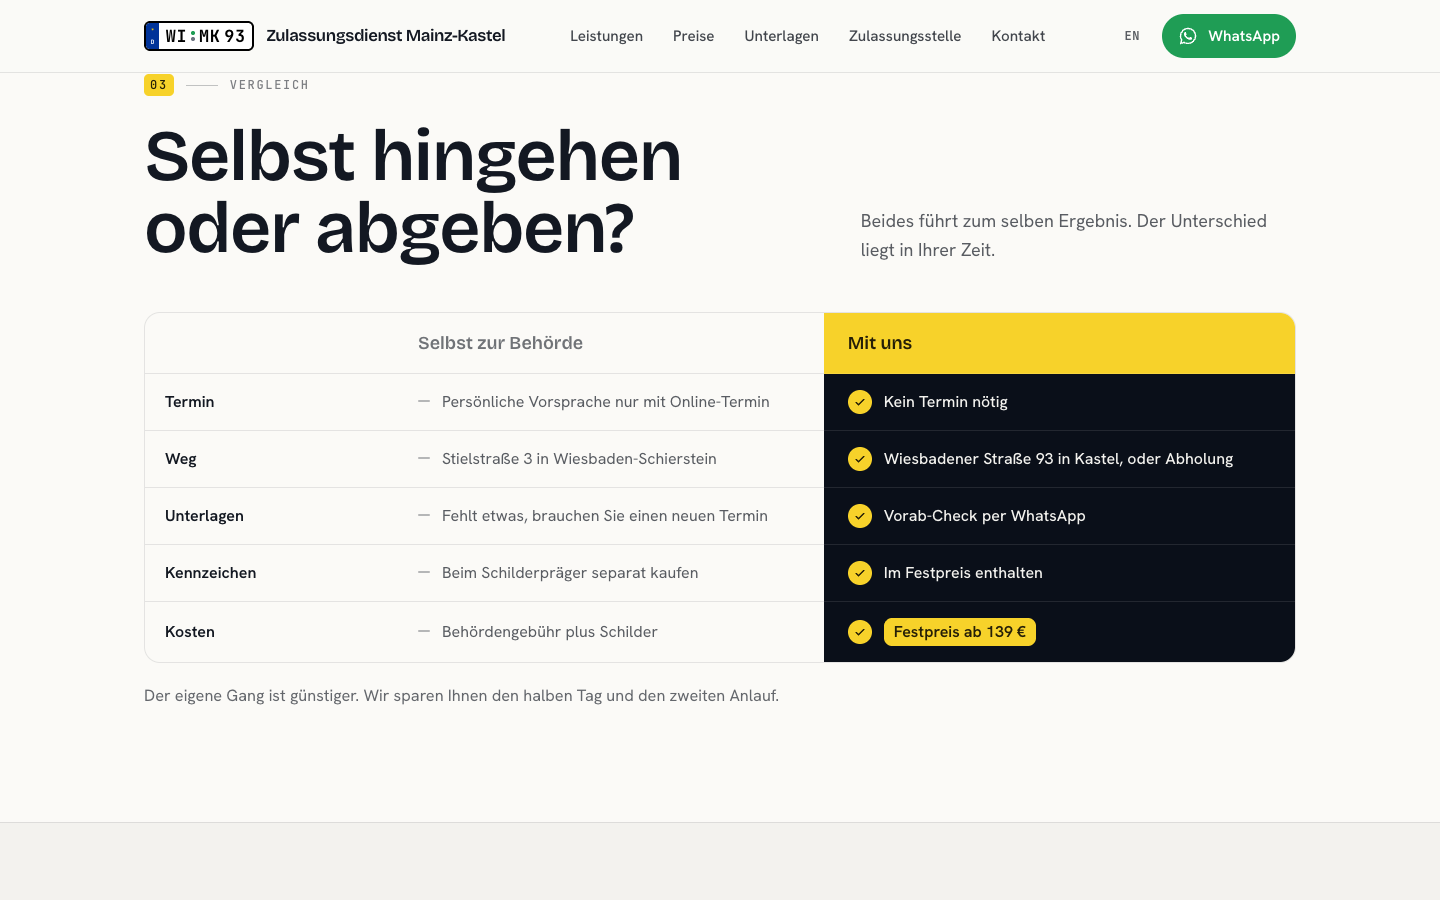 D WI:MK 93 Zulassungsdienst Mainz-Kastel Leistungen Preise Unterlagen Zulassungsstelle Kontakt EN WhatsApp
03 VERGLEICH
Selbst hingehen
oder abgeben?
Beides führt zum selben Ergebnis. Der Unterschied
liegt in Ihrer Zeit.
Selbst zur Behörde Mit uns
Termin — Persönliche Vorsprache nur mit Online-Termin Kein Termin nötig
Weg — Stielstraße 3 in Wiesbaden-Schierstein Wiesbadener Straße 93 in Kastel, oder Abholung
Unterlagen — Fehlt etwas, brauchen Sie einen neuen Termin Vorab-Check per WhatsApp
Kennzeichen — Beim Schilderpräger separat kaufen Im Festpreis enthalten
Kosten — Behördengebühr plus Schilder Festpreis ab 139 €
Der eigene Gang ist günstiger. Wir sparen Ihnen den halben Tag und den zweiten Anlauf.